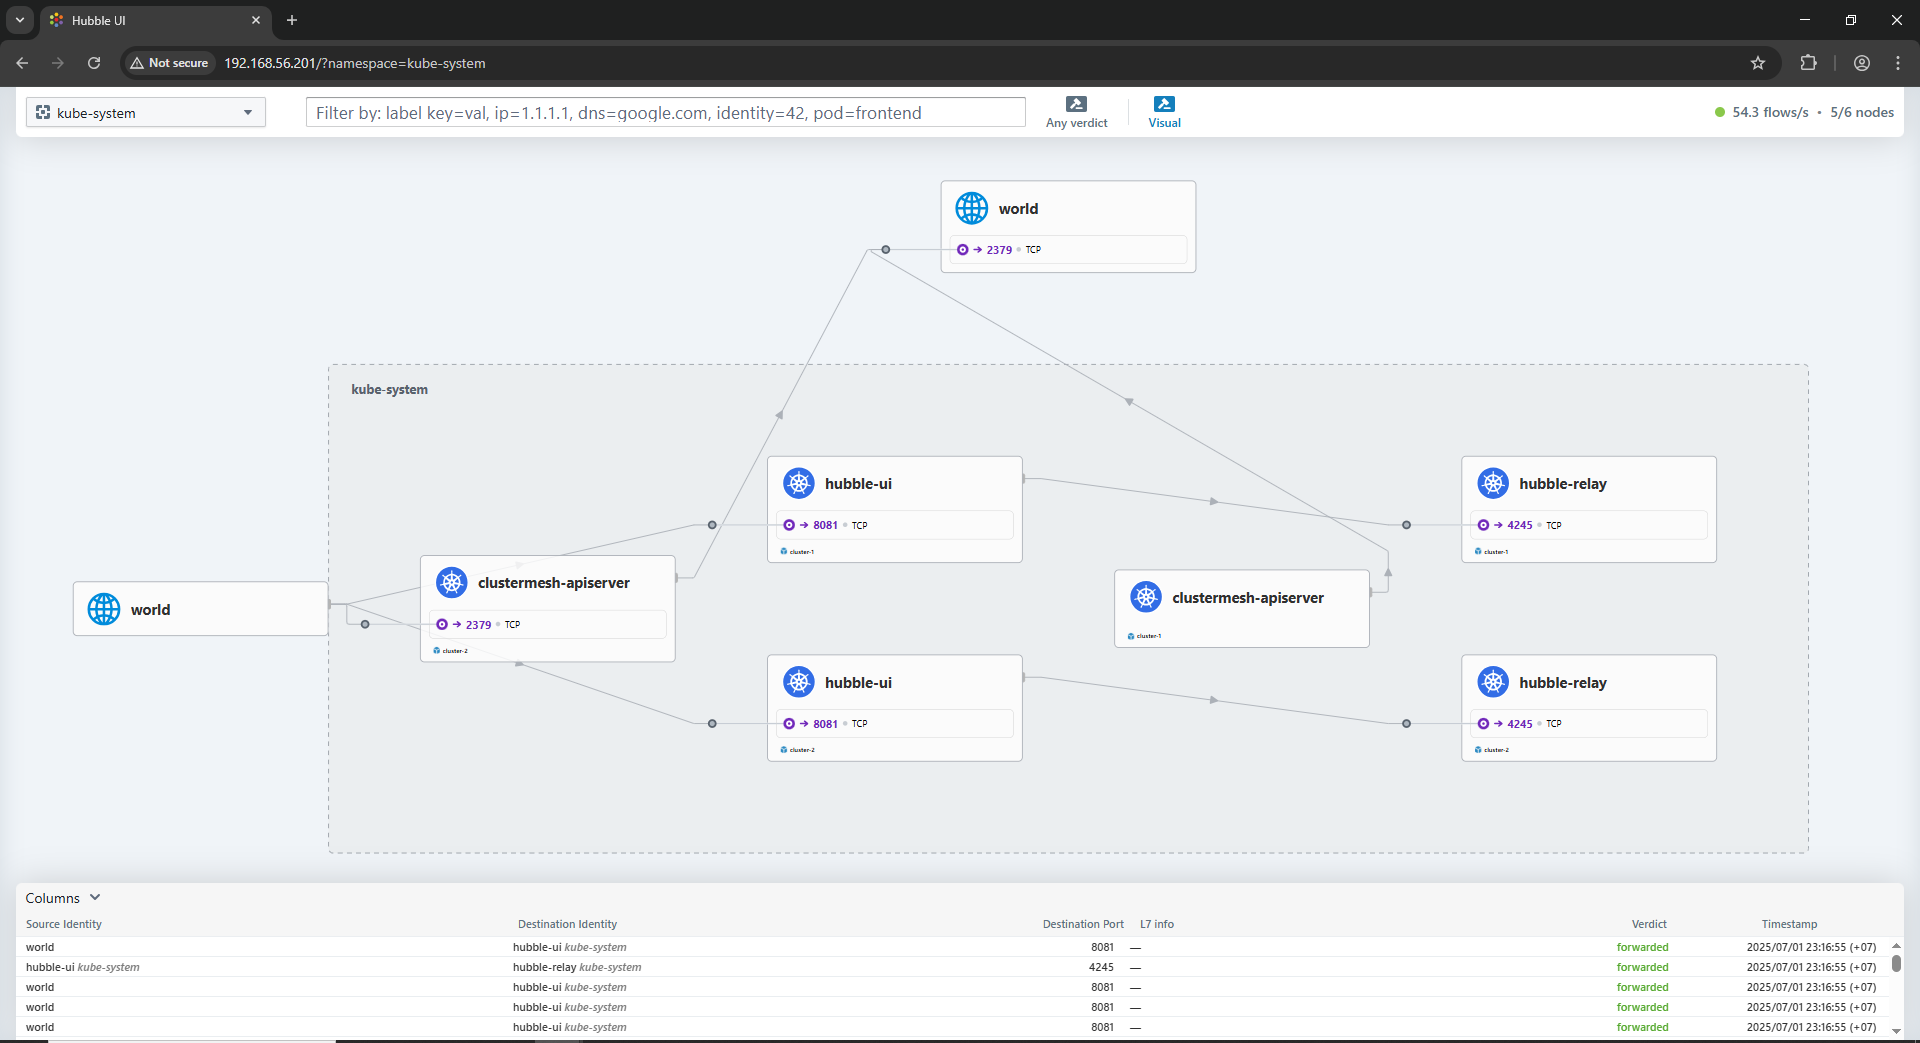 Hubble UI
Not secure 192.168.56.201/?namespace=kube-system
kube-system
Filter by: label key=val, ip=1.1.1.1, dns=google.com, identity=42, pod=frontend
Any verdict
Visual
54.3 flows/s • 5/6 nodes
world
→ 2379 • TCP
kube-system
hubble-ui
→ 8081 • TCP
cluster-1
hubble-relay
→ 4245 • TCP
cluster-1
clustermesh-apiserver
→ 2379 • TCP
cluster-2
world
clustermesh-apiserver
cluster-1
hubble-ui
→ 8081 • TCP
cluster-2
hubble-relay
→ 4245 • TCP
cluster-2
Columns
Source Identity Destination Identity Destination Port L7 info Verdict Timestamp
world hubble-ui kube-system 8081 — forwarded 2025/07/01 23:16:55 (+07)
hubble-ui kube-system hubble-relay kube-system 4245 — forwarded 2025/07/01 23:16:55 (+07)
world hubble-ui kube-system 8081 — forwarded 2025/07/01 23:16:55 (+07)
world hubble-ui kube-system 8081 — forwarded 2025/07/01 23:16:55 (+07)
world hubble-ui kube-system 8081 — forwarded 2025/07/01 23:16:55 (+07)